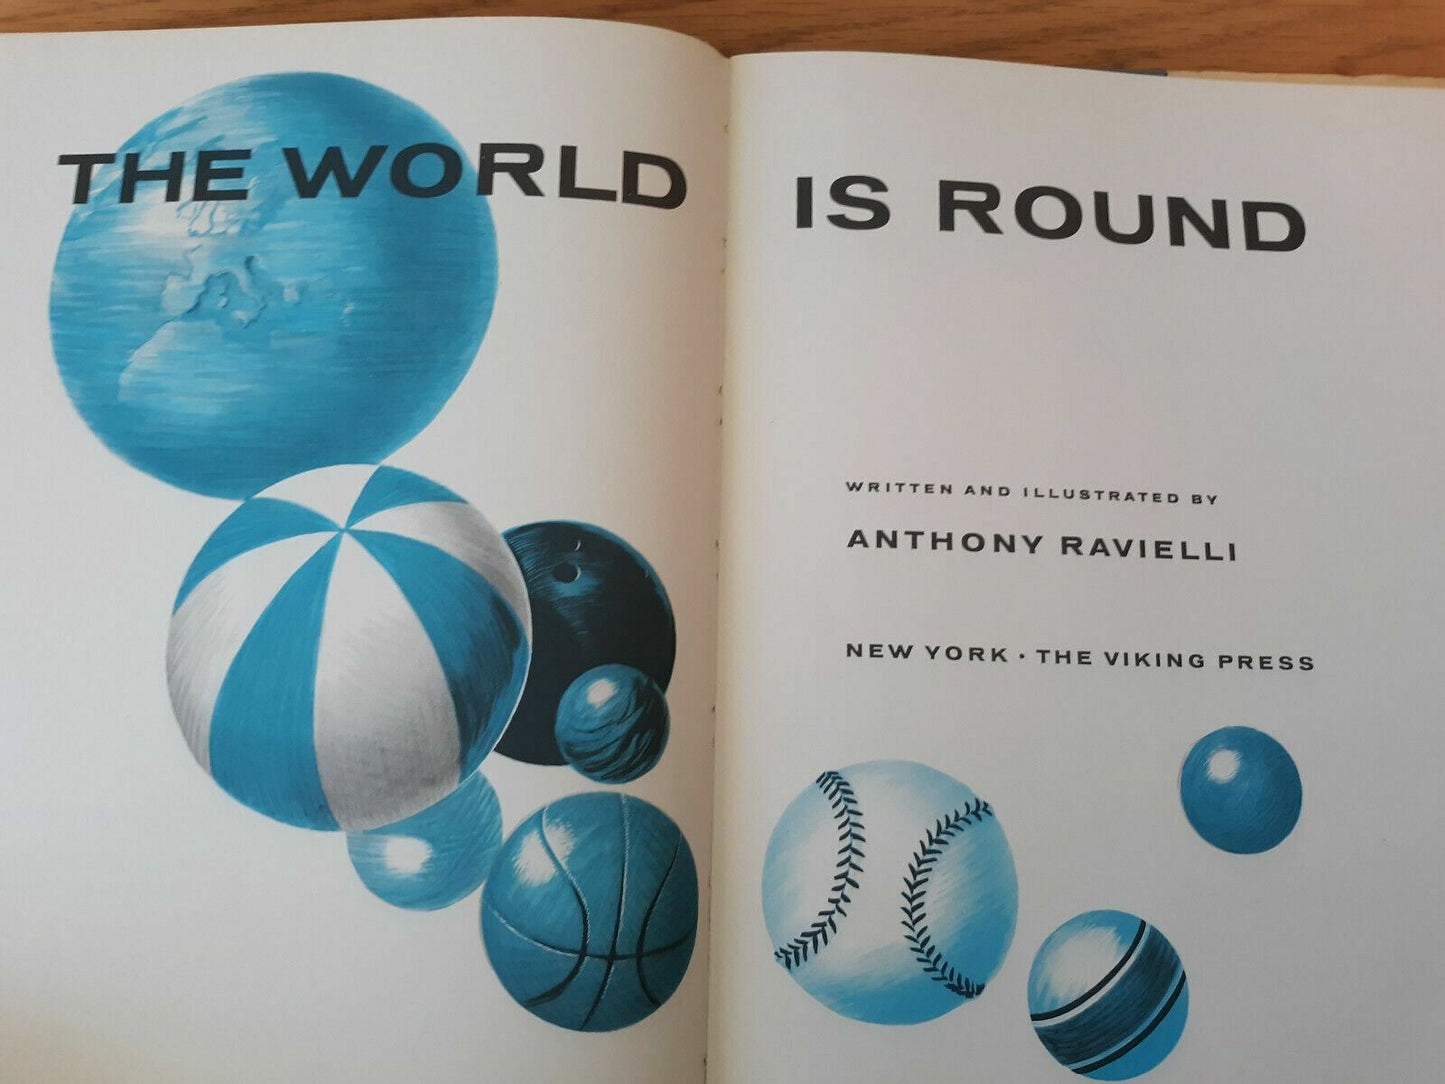 THE WORLD IS ROUND
WRITTEN AND ILLUSTRATED BY
ANTHONY RAVIELLI
NEW YORK · THE VIKING PRESS